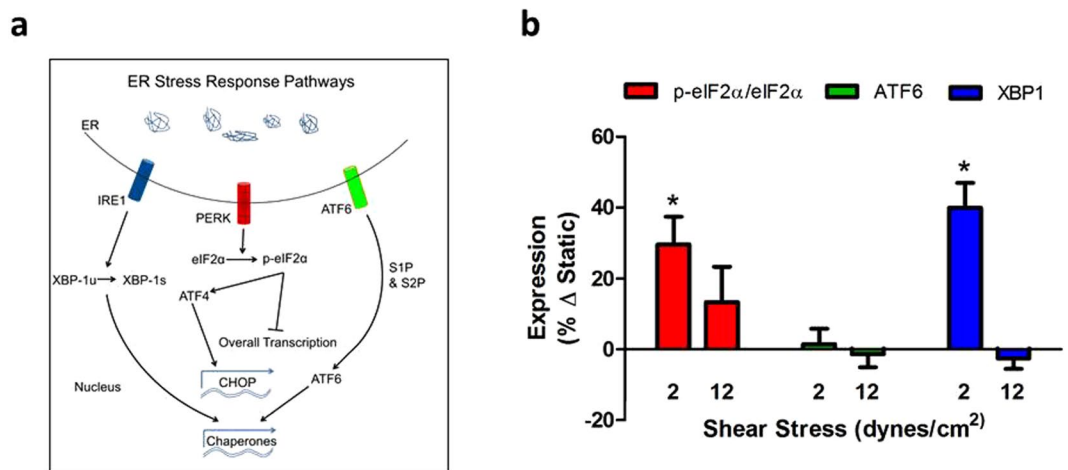 a
ER Stress Response Pathways
ER
IRE1
PERK
ATF6
eIF2α
p-eIF2α
XBP-1u
XBP-1s
ATF4
S1P
& S2P
Overall Transcription
Nucleus
CHOP
ATF6
Chaperones
b
p-eIF2α/eIF2α ATF6 XBP1
Expression
(% Δ Static)
60
40
20
0
-20
* *
2 12 2 12 2 12
Shear Stress (dynes/cm²)